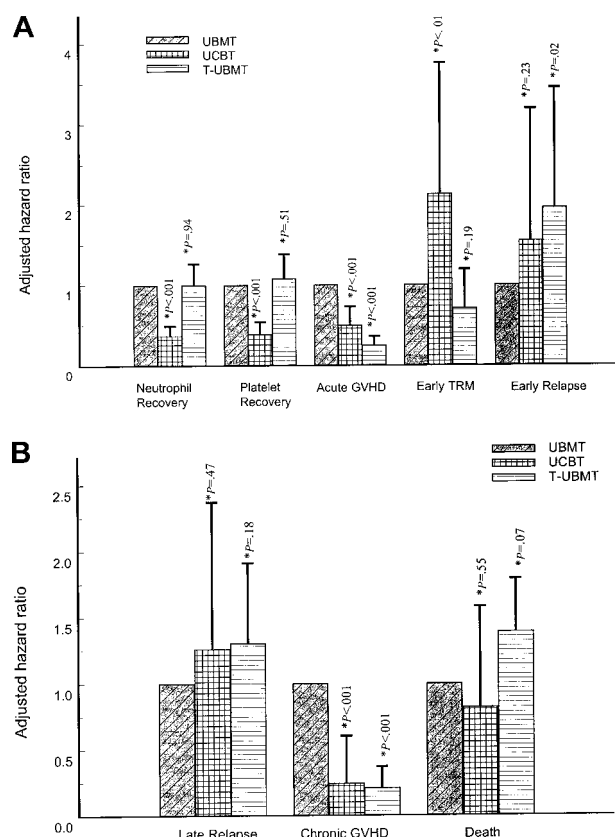 A
UBMT
UCBT
T-UBMT
*P<.01
*P=.23
*P=.02
4
3
2
1
0
Adjusted hazard ratio
*P<.001
*P=.94
*P<.001
*P=.51
*P<.001
*P<.001
*P=.19
Neutrophil Recovery
Platelet Recovery
Acute GVHD
Early TRM
Early Relapse
B
UBMT
UCBT
T-UBMT
2.5
2.0
1.5
1.0
0.5
0.0
Adjusted hazard ratio
*P=.47
*P=.18
*P<.001
*P<.001
*P=.55
*P=.07
Late Relapse
Chronic GVHD
Death